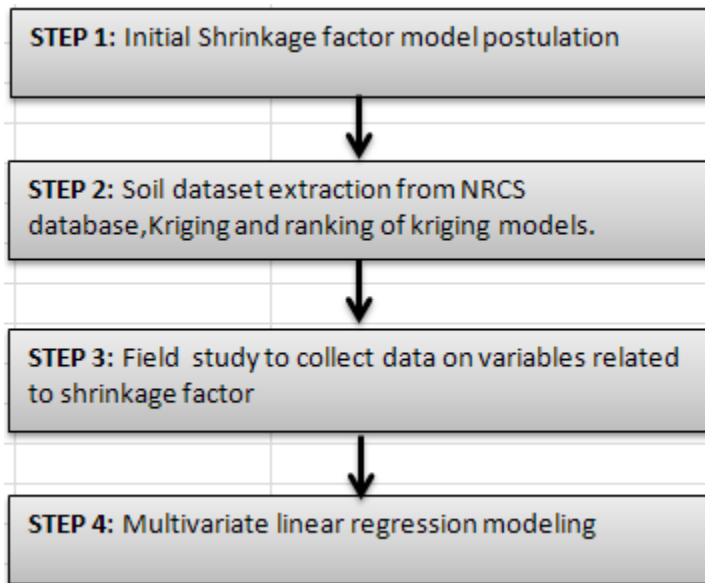 STEP 1: Initial Shrinkage factor model postulation
STEP 2: Soil dataset extraction from NRCS
database,Kriging and ranking of kriging models.
STEP 3: Field study to collect data on variables related
to shrinkage factor
STEP 4: Multivariate linear regression modeling